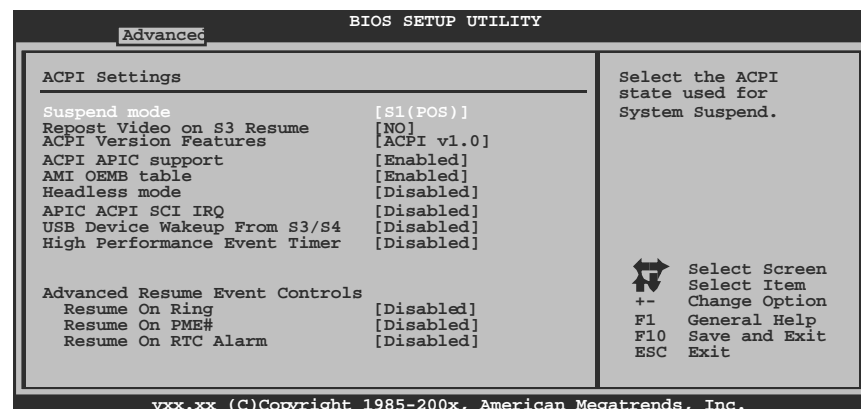 BIOS SETUP UTILITY
Advanced
ACPI Settings
Suspend mode [S1(POS)]
Repost Video on S3 Resume [NO]
ACPI Version Features [ACPI v1.0]
ACPI APIC support [Enabled]
AMI OEMB table [Enabled]
Headless mode [Disabled]
APIC ACPI SCI IRQ [Disabled]
USB Device Wakeup From S3/S4 [Disabled]
High Performance Event Timer [Disabled]
Advanced Resume Event Controls
Resume On Ring [Disabled]
Resume On PME# [Disabled]
Resume On RTC Alarm [Disabled]
Select the ACPI
state used for
System Suspend.
Select Screen
Select Item
+- Change Option
F1 General Help
F10 Save and Exit
ESC Exit
vxx.xx (C)Copyright 1985-200x, American Megatrends, Inc.